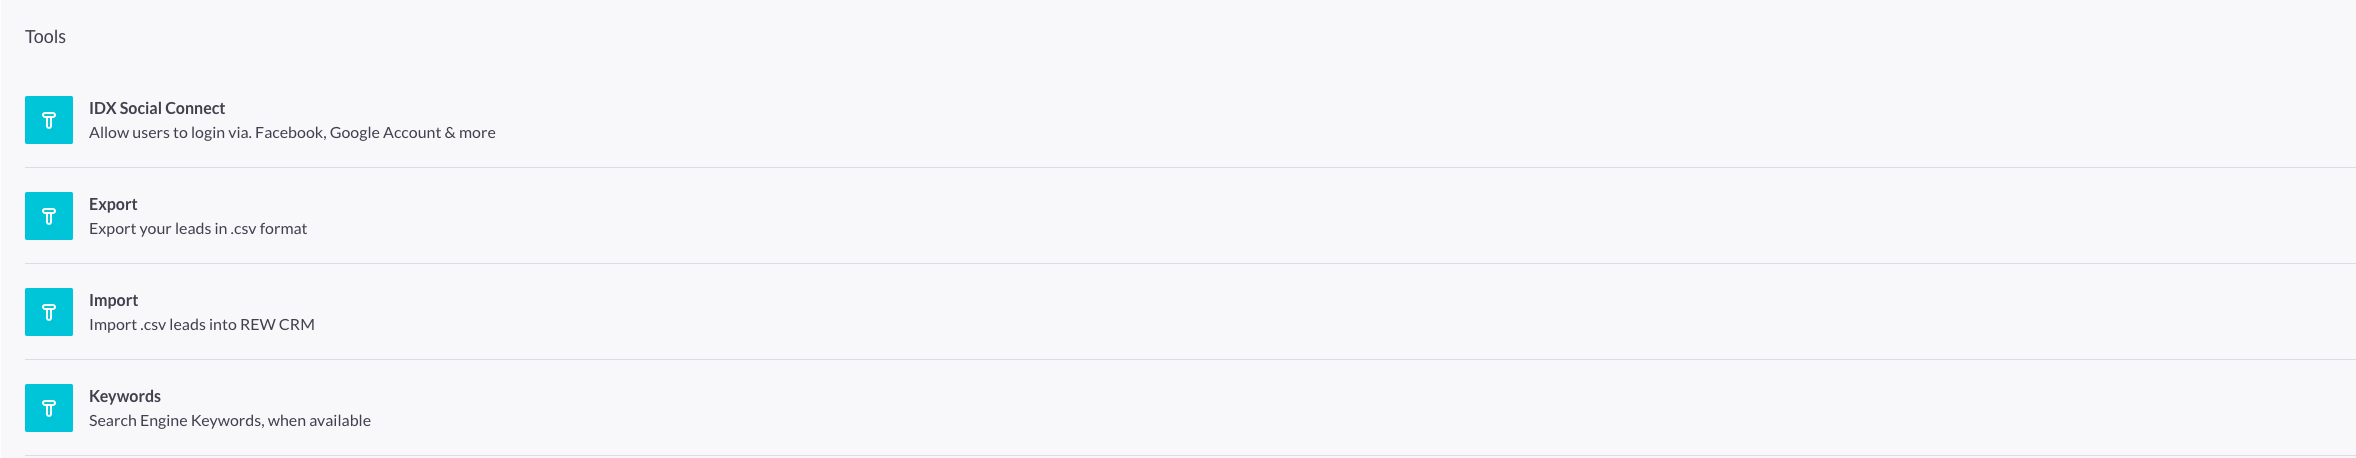 Tools
IDX Social Connect
Allow users to login via. Facebook, Google Account & more
Export
Export your leads in .csv format
Import
Import .csv leads into REW CRM
Keywords
Search Engine Keywords, when available